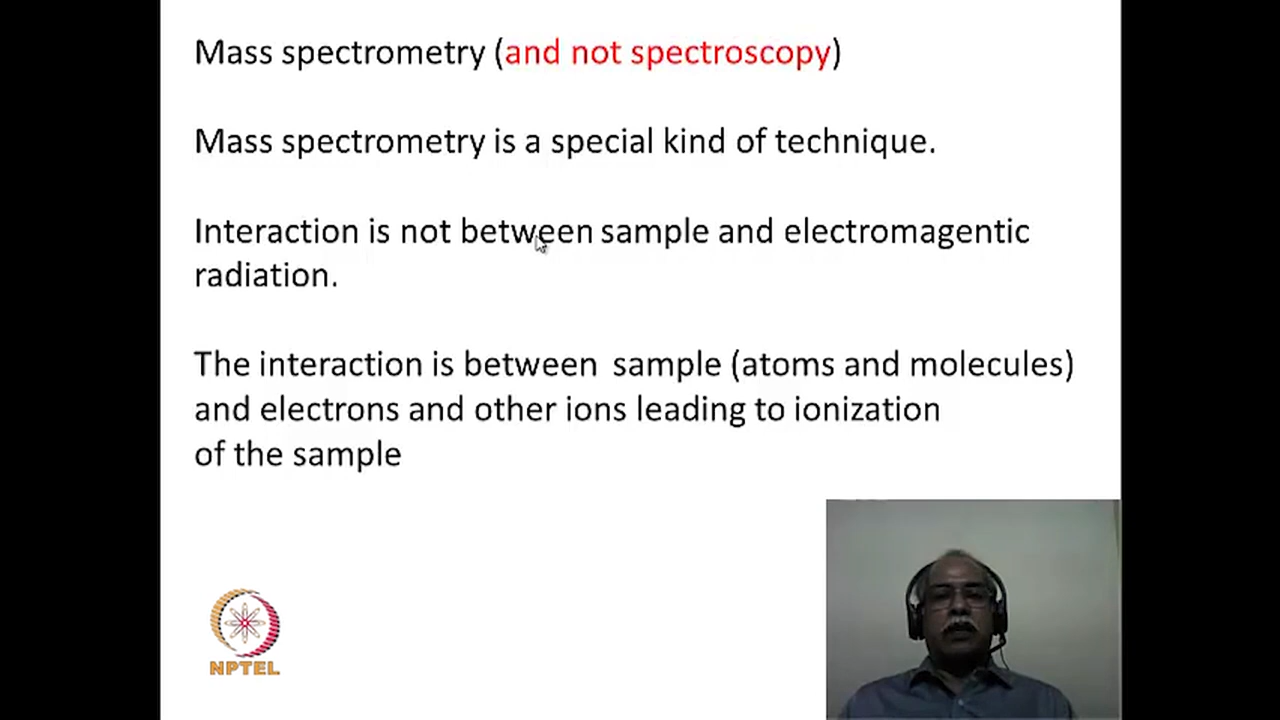 Mass spectrometry (and not spectroscopy)
Mass spectrometry is a special kind of technique.
Interaction is not between sample and electromagentic
radiation.
The interaction is between sample (atoms and molecules)
and electrons and other ions leading to ionization
of the sample
NPTEL